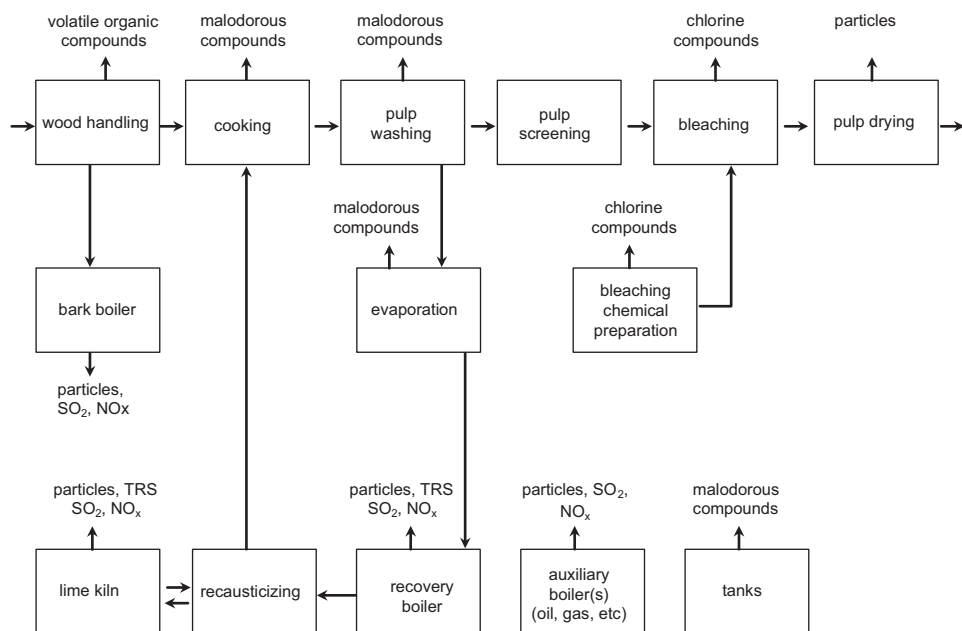 volatile organic
compounds
malodorous
compounds
malodorous
compounds
chlorine
compounds
particles
wood handling
cooking
pulp
washing
pulp
screening
bleaching
pulp drying
malodorous
compounds
chlorine
compounds
bark boiler
evaporation
bleaching
chemical
preparation
particles,
SO₂, NOx
particles, TRS
SO₂, NOₓ
particles, TRS
SO₂, NOₓ
particles, SO₂,
NOₓ
malodorous
compounds
lime kiln
recausticizing
recovery
boiler
auxiliary
boiler(s)
(oil, gas, etc)
tanks